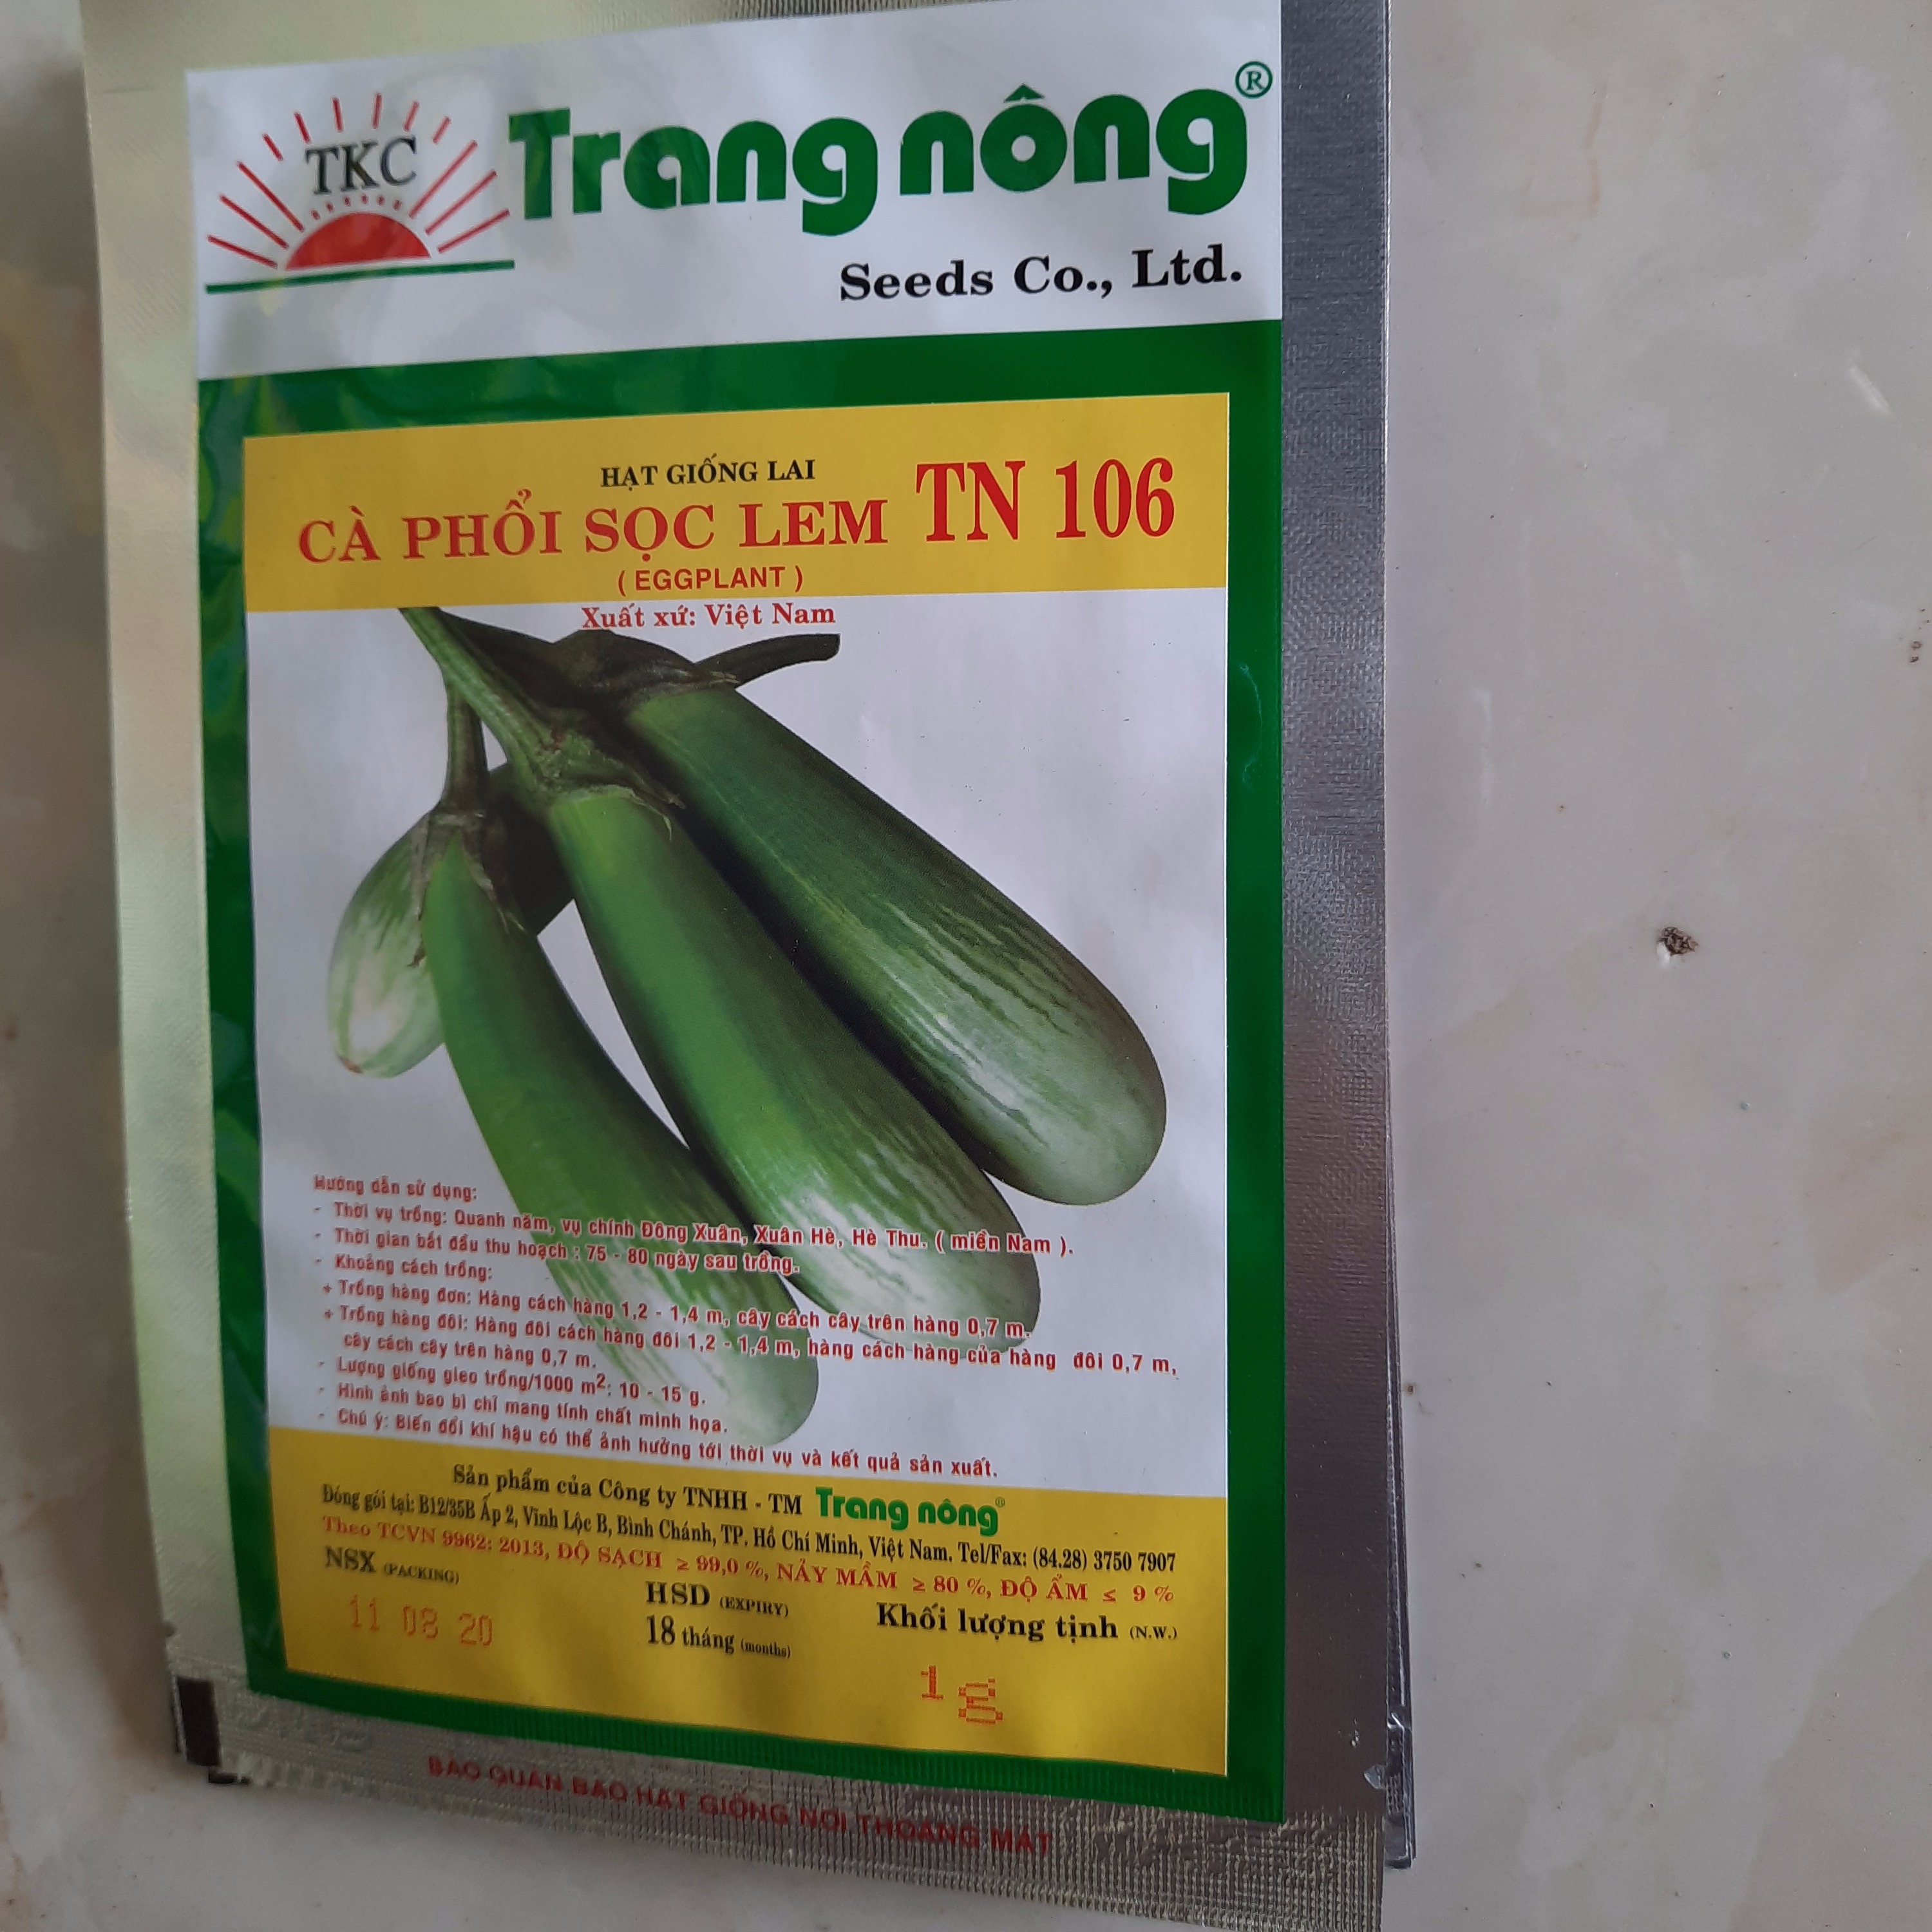 TKC
Trang nông®
Seeds Co., Ltd.
HẠT GIỐNG LAI
CÀ PHỔI SỌC LEM TN 106
( EGGPLANT )
Xuất xứ: Việt Nam
Hướng dẫn sử dụng:
- Thời vụ trồng: Quanh năm, vụ chính Đông Xuân, Xuân Hè, Hè Thu. ( miền Nam ).
- Thời gian bắt đầu thu hoạch : 75 - 80 ngày sau trồng.
- Khoảng cách trồng:
+ Trồng hàng đơn: Hàng cách hàng 1,2 - 1,4 m, cây cách cây trên hàng 0,7 m.
+ Trồng hàng đôi: Hàng đôi cách hàng đôi 1,2 - 1,4 m, hàng cách hàng của hàng đôi 0,7 m,
cây cách cây trên hàng 0,7 m.
- Lượng giống gieo trồng/1000 m²: 10 - 15 g.
- Hình ảnh bao bì chỉ mang tính chất minh họa.
- Chú ý: Biến đổi khí hậu có thể ảnh hưởng tới thời vụ và kết quả sản xuất.
Sản phẩm của Công ty TNHH - TM Trang nông®
Đóng gói tại: B12/35B Ấp 2, Vĩnh Lộc B, Bình Chánh, TP. Hồ Chí Minh, Việt Nam. Tel/Fax: (84.28) 3750 7907
Theo TCVN 9962: 2013, ĐỘ SẠCH ≥ 99,0 %, NẢY MẦM ≥ 80 %, ĐỘ ẨM ≤ 9 %
NSX (PACKING)
11 08 20
HSD (EXPIRY)
18 tháng (months)
Khối lượng tịnh (N.W.)
1 g
BẢO QUẢN BAO HẠT GIỐNG NƠI THOÁNG MÁT